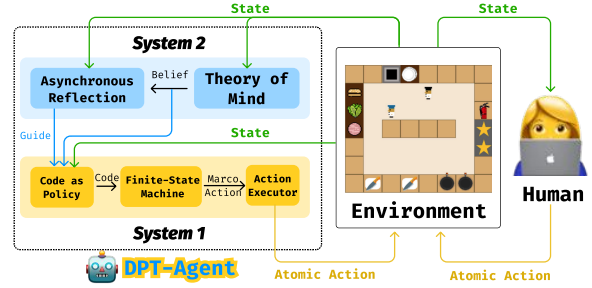 State
State
System 2
Asynchronous
Reflection
Belief
Theory of
Mind
Guide
State
Code as
Policy
Code
Finite-State
Machine
Marco
Action
Action
Executor
System 1
Environment
Human
DPT-Agent
Atomic Action
Atomic Action